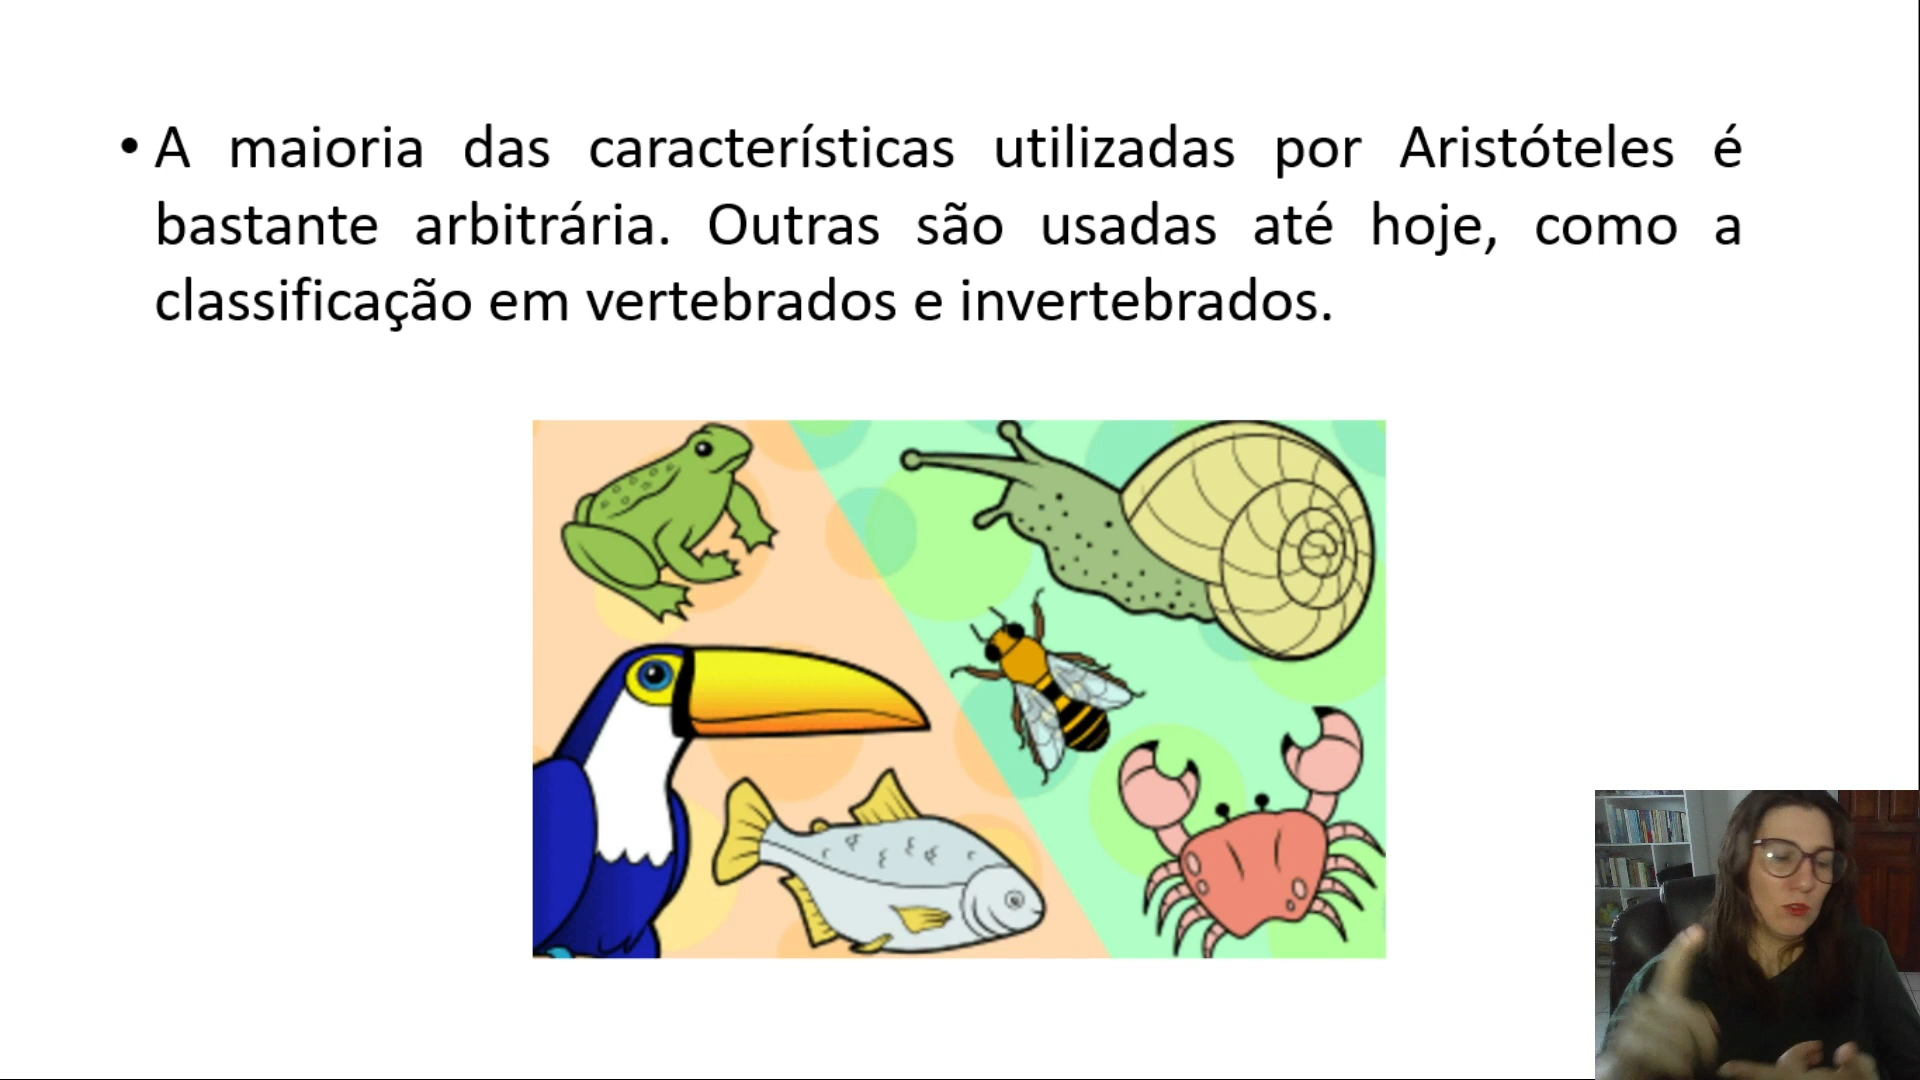 • A maioria das características utilizadas por Aristóteles é
bastante arbitrária. Outras são usadas até hoje, como a
classificação em vertebrados e invertebrados.